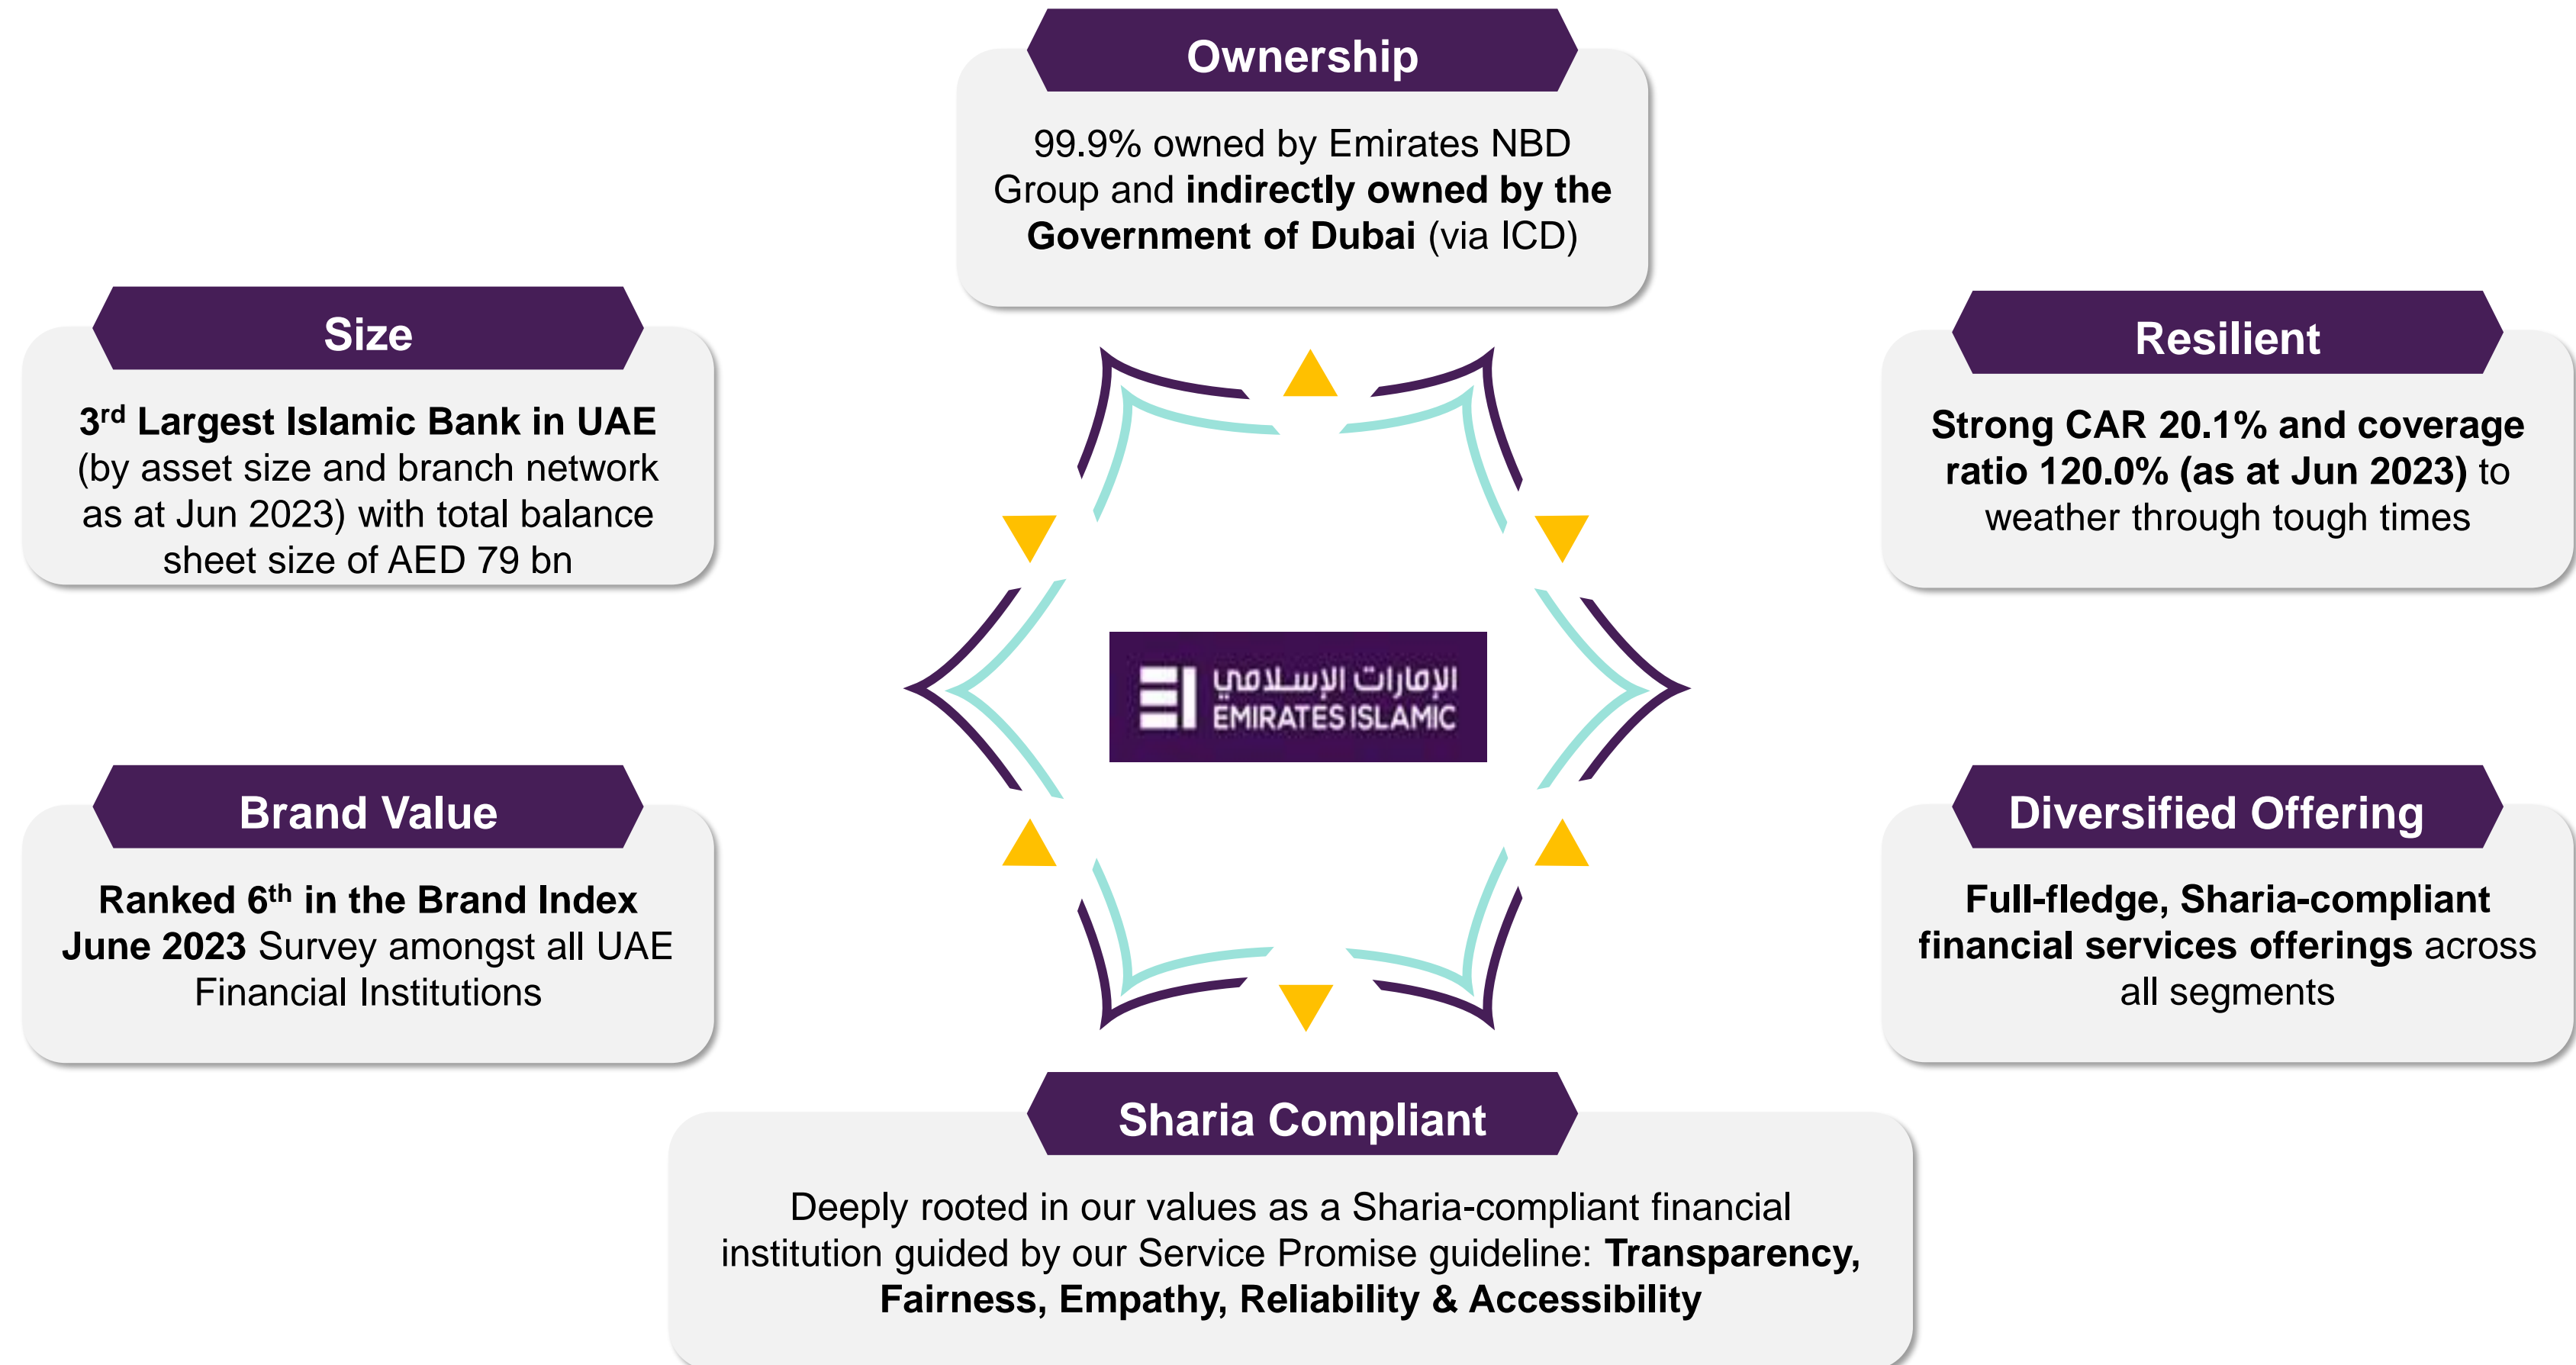 Ownership
99.9% owned by Emirates NBD
Group and indirectly owned by the
Government of Dubai (via ICD)
Size
3rd Largest Islamic Bank in UAE
(by asset size and branch network
as at Jun 2023) with total balance
sheet size of AED 79 bn
Resilient
Strong CAR 20.1% and coverage
ratio 120.0% (as at Jun 2023) to
weather through tough times
الإمارات الإسلامي
EMIRATES ISLAMIC
Brand Value
Ranked 6th in the Brand Index
June 2023 Survey amongst all UAE
Financial Institutions
Diversified Offering
Full-fledge, Sharia-compliant
financial services offerings across
all segments
Sharia Compliant
Deeply rooted in our values as a Sharia-compliant financial
institution guided by our Service Promise guideline: Transparency,
Fairness, Empathy, Reliability & Accessibility